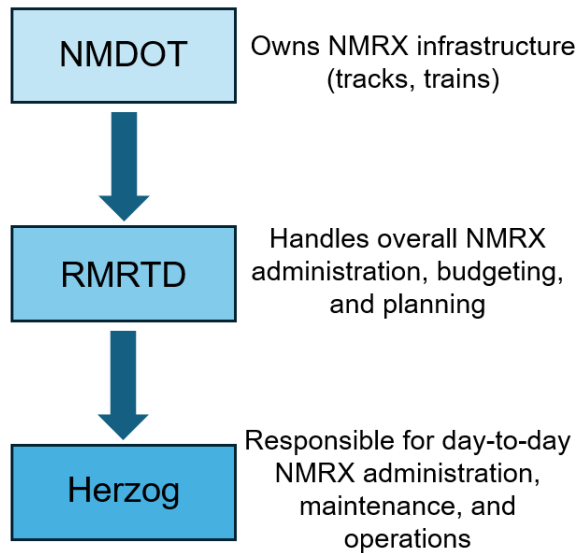 NMDOT
Owns NMRX infrastructure
(tracks, trains)
RMRTD
Handles overall NMRX
administration, budgeting,
and planning
Herzog
Responsible for day-to-day
NMRX administration,
maintenance, and
operations